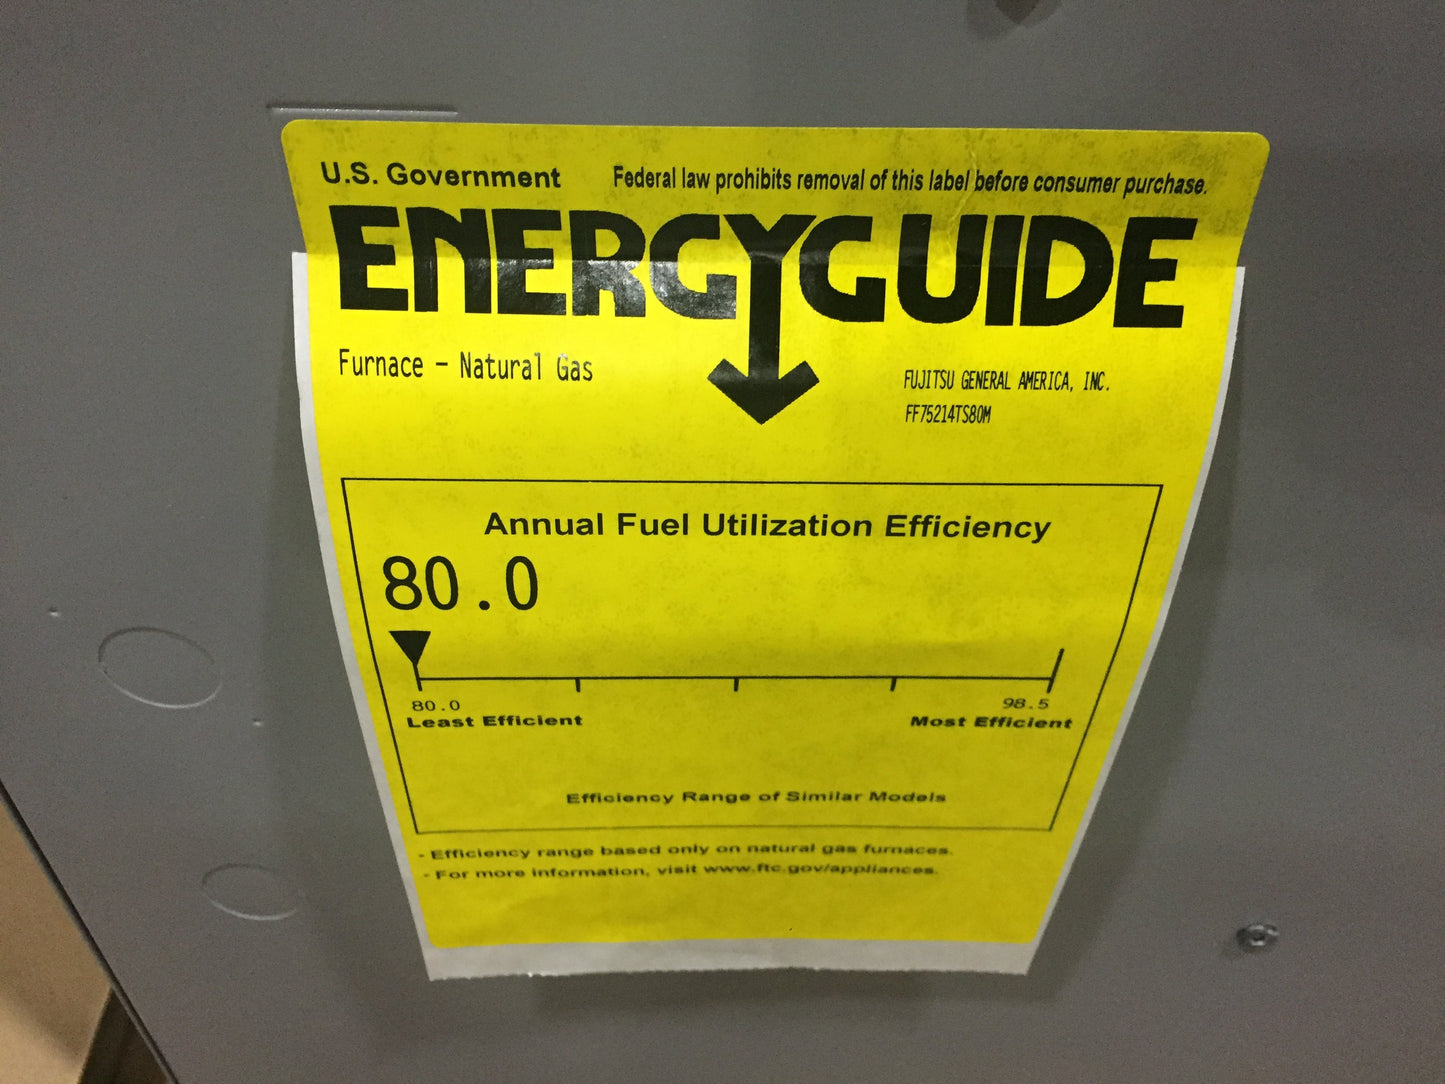 U.S. Government Federal law prohibits removal of this label before consumer purchase.
ENERGYGUIDE
Furnace - Natural Gas
FUJITSU GENERAL AMERICA, INC.
FF75214TS80M
Annual Fuel Utilization Efficiency
80.0
80.0 98.5
Least Efficient Most Efficient
Efficiency Range of Similar Models
- Efficiency range based only on natural gas furnaces.
- For more information, visit www.ftc.gov/appliances.